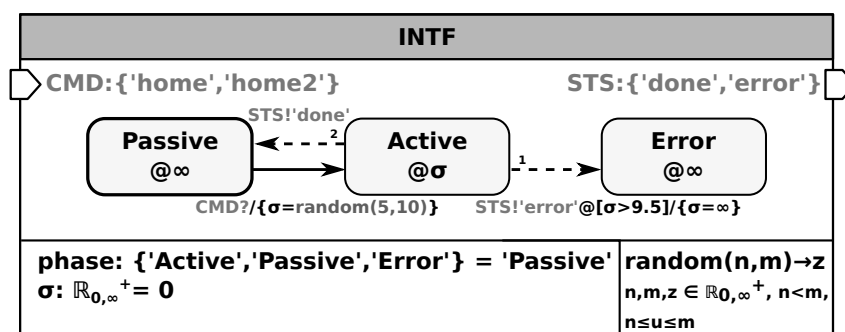 INTF
CMD:{'home','home2'} STS:{'done','error'}
STS!'done'
Passive
@∞
2
Active
@σ
1
Error
@∞
CMD?/{σ=random(5,10)} STS!'error'@[σ>9.5]/{σ=∞}
phase: {'Active','Passive','Error'} = 'Passive'
σ: ℝ0,∞⁺= 0
random(n,m)→z
n,m,z ∈ ℝ0,∞⁺, n<m,
n≤u≤m